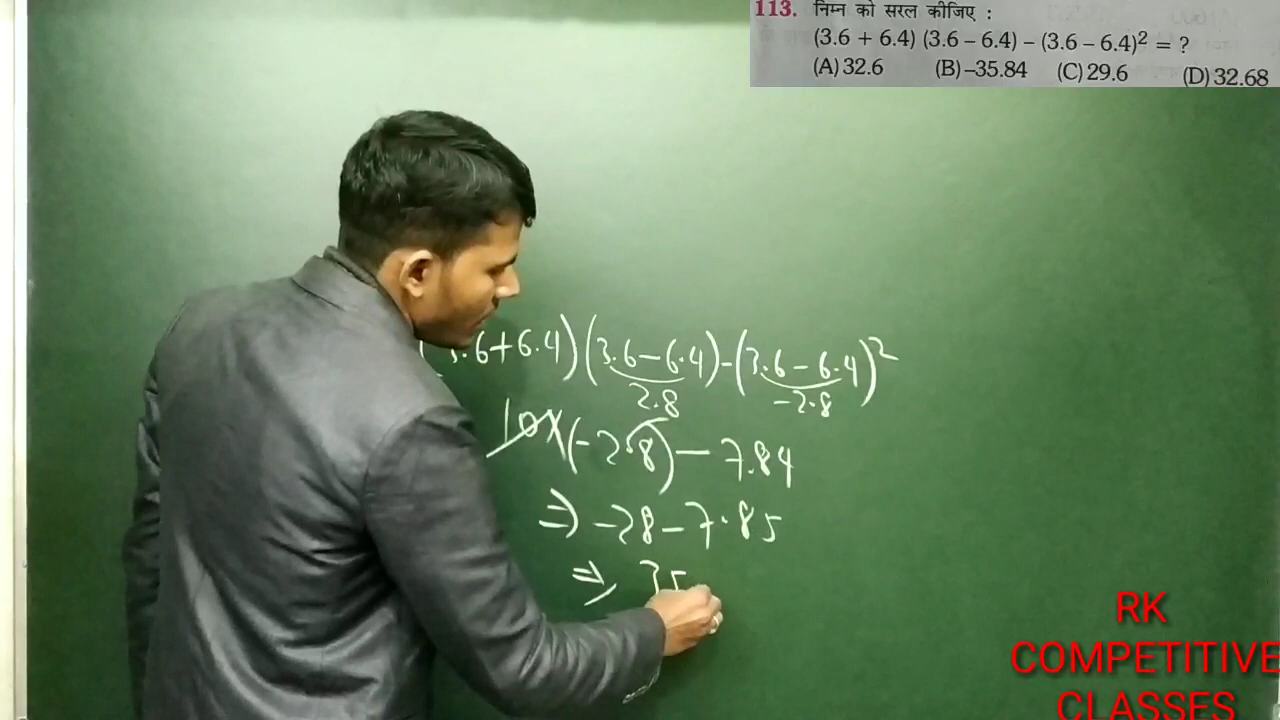 113. निम्न को सरल कीजिए :
(3.6 + 6.4) (3.6 – 6.4) – (3.6 – 6.4)² = ?
(A) 32.6 (B) –35.84 (C) 29.6 (D) 32.68
.6+6.4)(3.6-6.4)-(3.6-6.4)²
2.8 -2.8
10×(-2.8)-7.84
⇒ -28-7.85
⇒ 35
RK
COMPETITIVE
CLASSES